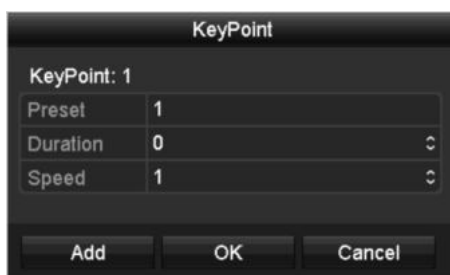 KeyPoint
KeyPoint: 1
Preset 1
Duration 0
Speed 1
Add OK Cancel